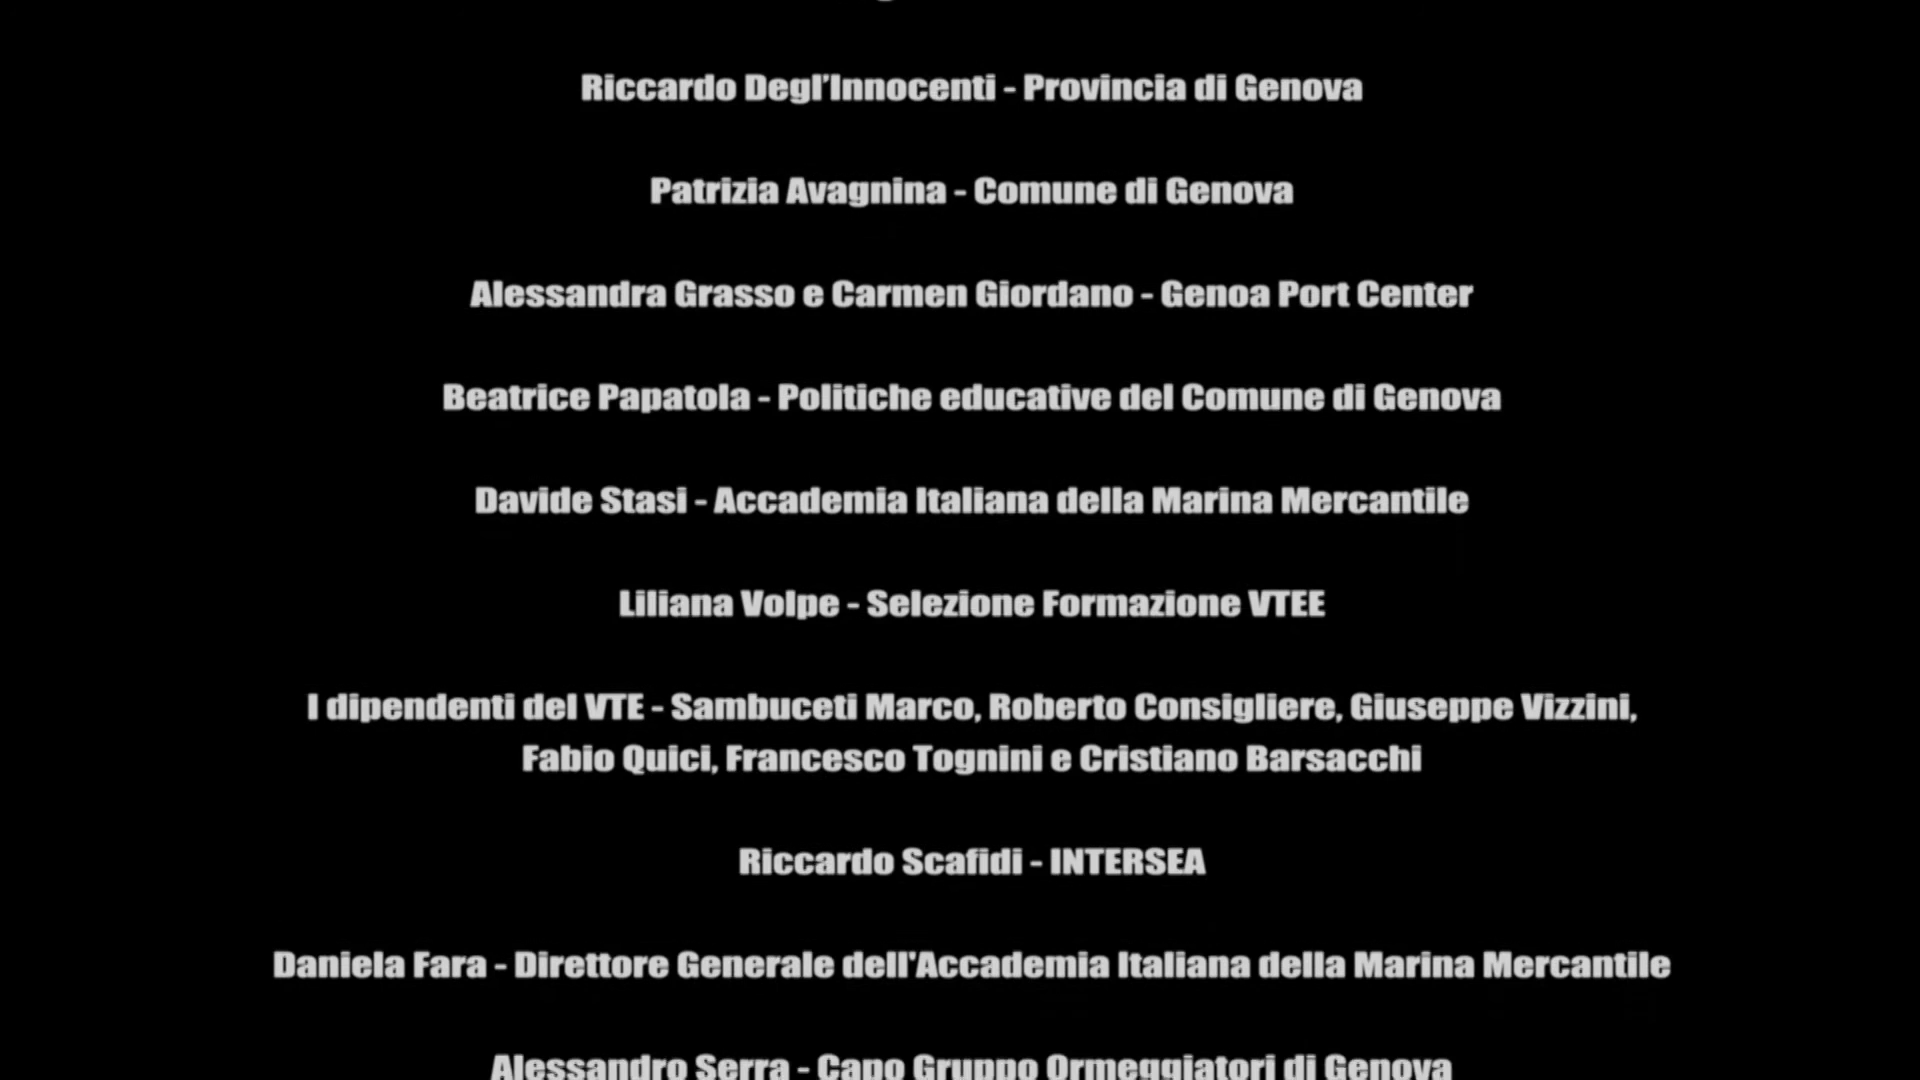 Riccardo Degl'Innocenti - Provincia di Genova
Patrizia Avagnina - Comune di Genova
Alessandra Grasso e Carmen Giordano - Genoa Port Center
Beatrice Papatola - Politiche educative del Comune di Genova
Davide Stasi - Accademia Italiana della Marina Mercantile
Liliana Volpe - Selezione Formazione VTEE
I dipendenti del VTE - Sambuceti Marco, Roberto Consigliere, Giuseppe Vizzini,
Fabio Quici, Francesco Tognini e Cristiano Barsacchi
Riccardo Scafidi - INTERSEA
Daniela Fara - Direttore Generale dell'Accademia Italiana della Marina Mercantile
Alessandro Serra - Capo Gruppo Ormeggiatori di Genova